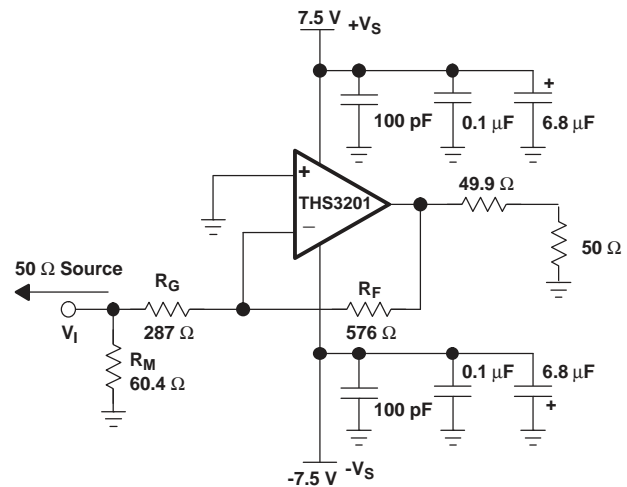 7.5 V
+VS
100 pF
0.1 µF
6.8 µF
+
+
THS3201
−
49.9 Ω
50 Ω
50 Ω Source
RG
RF
VI
287 Ω
576 Ω
RM
60.4 Ω
0.1 µF
6.8 µF
100 pF
+
-7.5 V
-VS